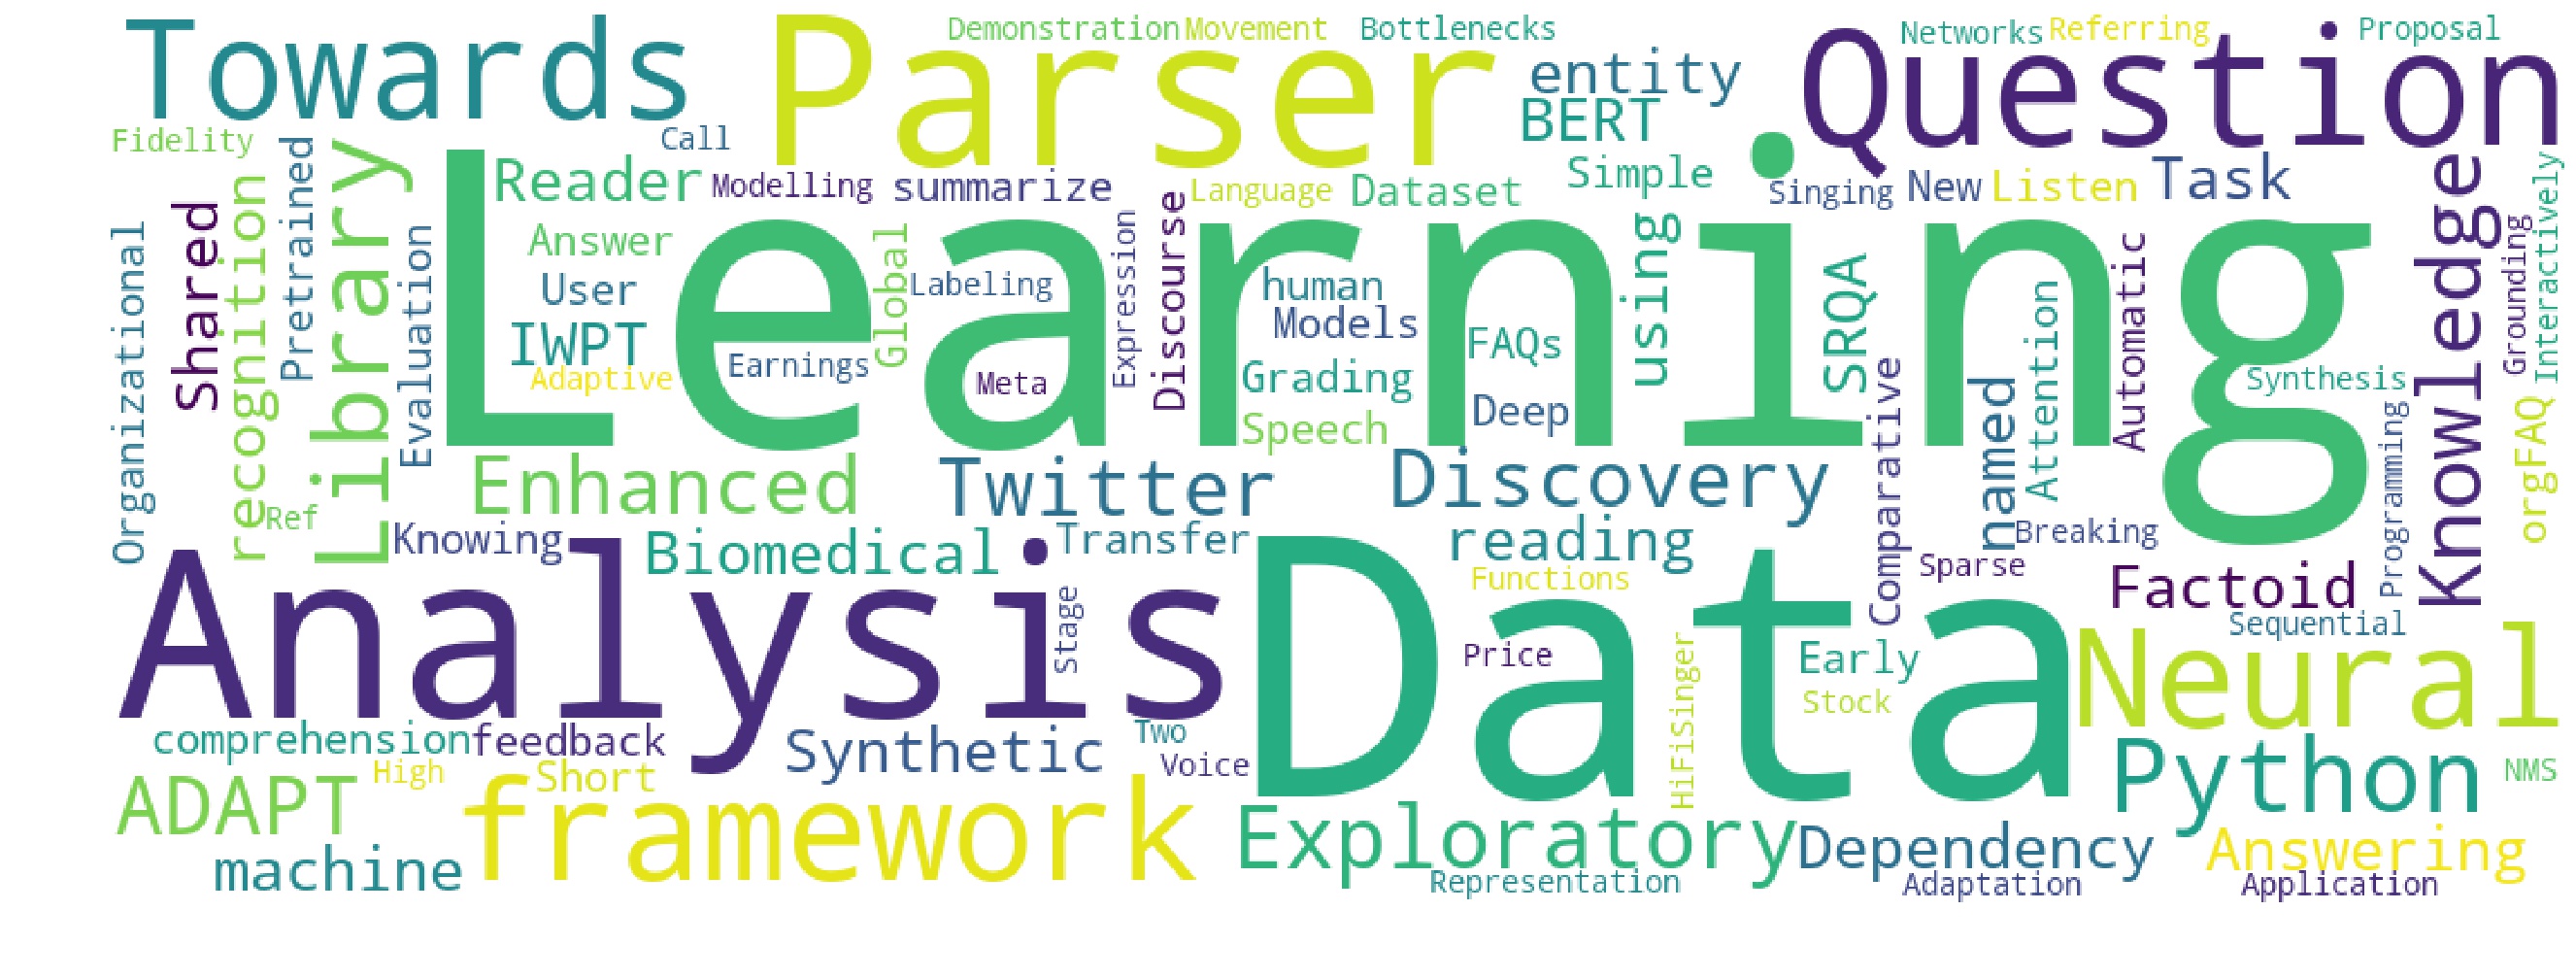 Demonstration
Movement
Bottlenecks
Networks
Referring
Proposal
Towards
Parser
Question
entity
BERT
Fidelity
Call
Simple
Reader
Modelling
summarize
Language
Dataset
Singing
New
Listen
Task
Organizational
Shared
recognition
Pretrained
Library
Evaluation
Learning
Answer
User
IWPT
Adaptive
Global
Labeling
Earnings
Meta
Expression
Discourse
human
Models
Grading
Speech
FAQs
Deep
using
SRQA
Comparative
named
Attention
Automatic
Synthesis
Programming
Knowledge
Grounding
Interactively
orgFAQ
Enhanced
Twitter
Discovery
Ref
Knowing
Biomedical
Transfer
reading
Breaking
Sparse
Functions
Factoid
Sequential
Analysis
Stage
Data
Price
HiFiSinger
Early
Stock
Neural
comprehension
feedback
Synthetic
Two
Voice
Python
NMS
ADAPT
High
Short
framework
Exploratory
Dependency
Answering
machine
Representation
Adaptation
Application